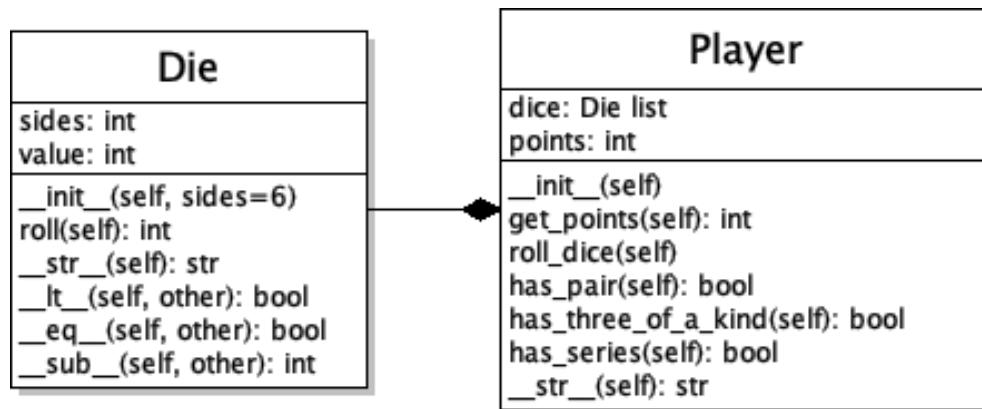 Die
sides: int
value: int
__init__(self, sides=6)
roll(self): int
__str__(self): str
__lt__(self, other): bool
__eq__(self, other): bool
__sub__(self, other): int
Player
dice: Die list
points: int
__init__(self)
get_points(self): int
roll_dice(self)
has_pair(self): bool
has_three_of_a_kind(self): bool
has_series(self): bool
__str__(self): str